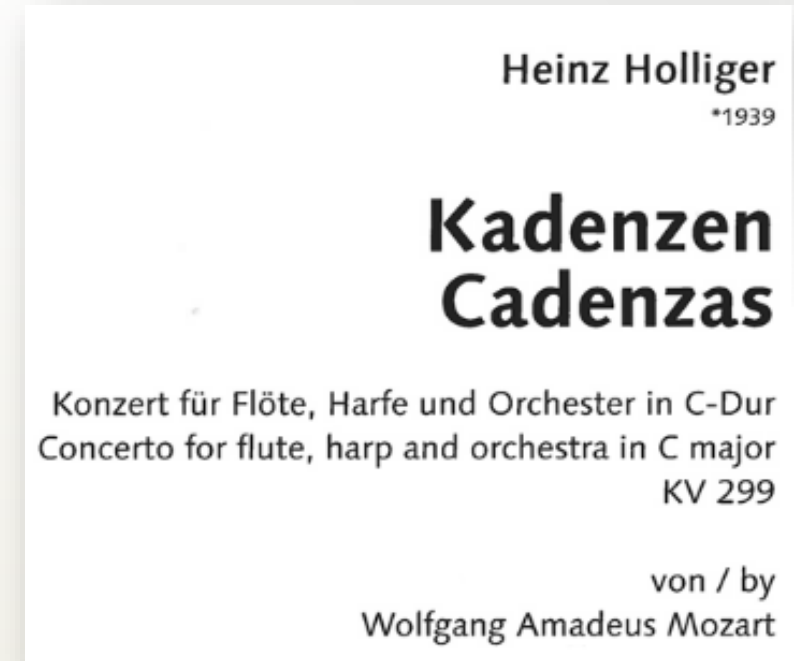 Heinz Holliger
*1939
Kadenzen
Cadenzas
Konzert für Flöte, Harfe und Orchester in C-Dur
Concerto for flute, harp and orchestra in C major
KV 299
von / by
Wolfgang Amadeus Mozart